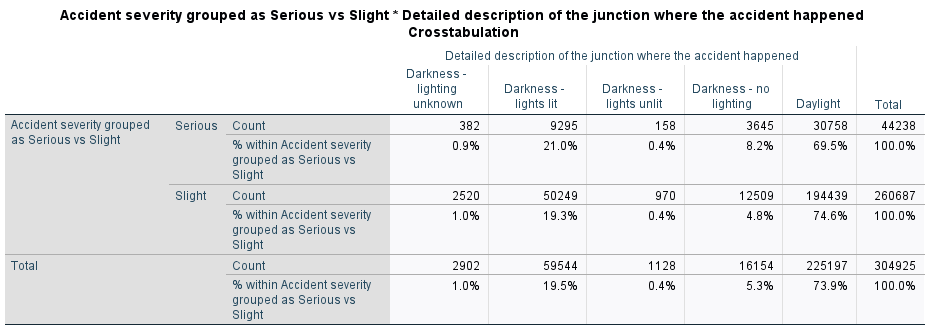 Accident severity grouped as Serious vs Slight * Detailed description of the junction where the accident happened
Crosstabulation
Detailed description of the junction where the accident happened
Darkness - lighting unknown Darkness - lights lit Darkness - lights unlit Darkness - no lighting Daylight Total
Accident severity grouped as Serious vs Slight Serious Count 382 9295 158 3645 30758 44238
% within Accident severity grouped as Serious vs Slight 0.9% 21.0% 0.4% 8.2% 69.5% 100.0%
Slight Count 2520 50249 970 12509 194439 260687
% within Accident severity grouped as Serious vs Slight 1.0% 19.3% 0.4% 4.8% 74.6% 100.0%
Total Count 2902 59544 1128 16154 225197 304925
% within Accident severity grouped as Serious vs Slight 1.0% 19.5% 0.4% 5.3% 73.9% 100.0%